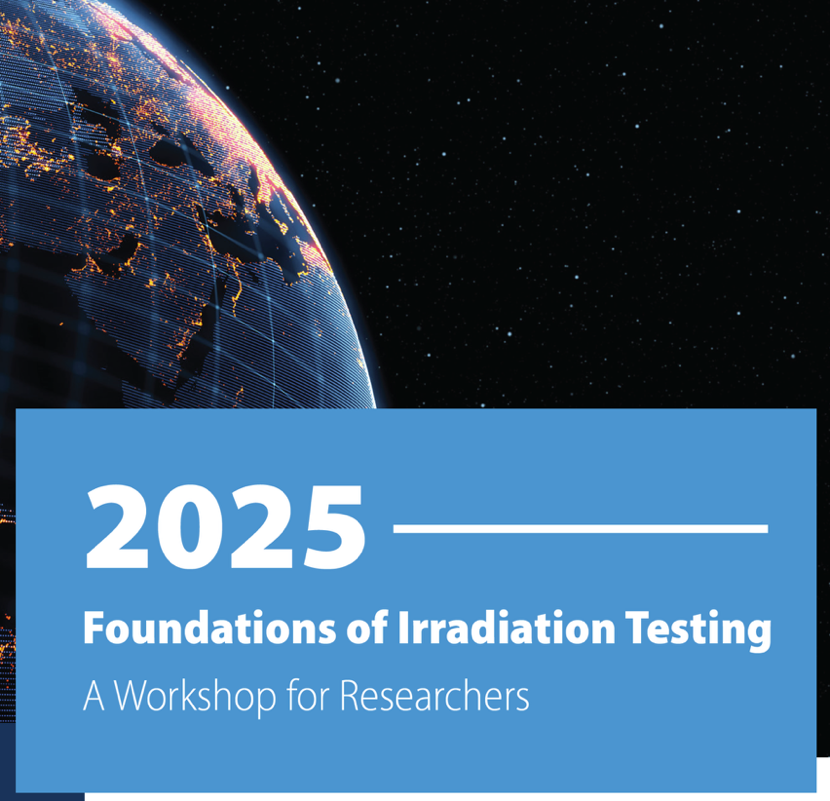 2025
Foundations of Irradiation Testing
A Workshop for Researchers